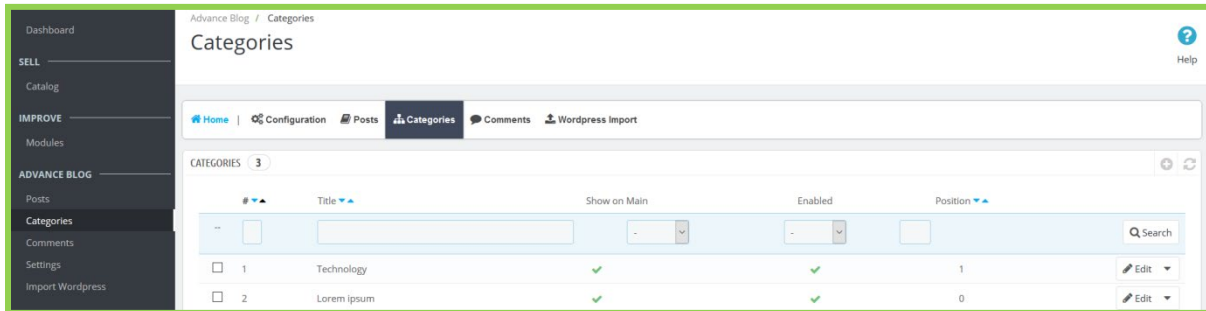 Dashboard
SELL
Catalog
IMPROVE
Modules
ADVANCE BLOG
Posts
Categories
Comments
Settings
Import Wordpress
Advance Blog / Categories
Categories
Help
Home | Configuration Posts Categories Comments Wordpress Import
CATEGORIES 3
# Title Show on Main Enabled Position
-- - - Search
1 Technology 1 Edit
2 Lorem ipsum 0 Edit